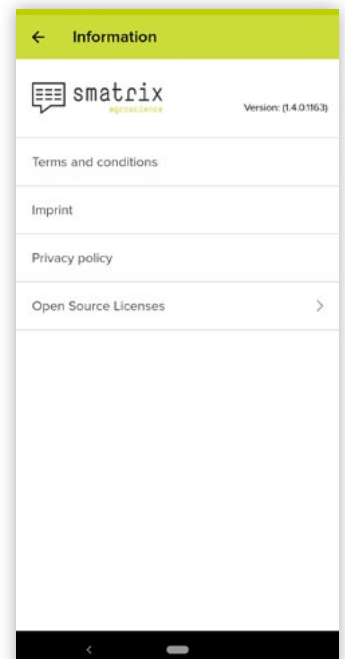 Information
smatrix
agroscience
Version: (1.4.0.1163)
Terms and conditions
Imprint
Privacy policy
Open Source Licenses